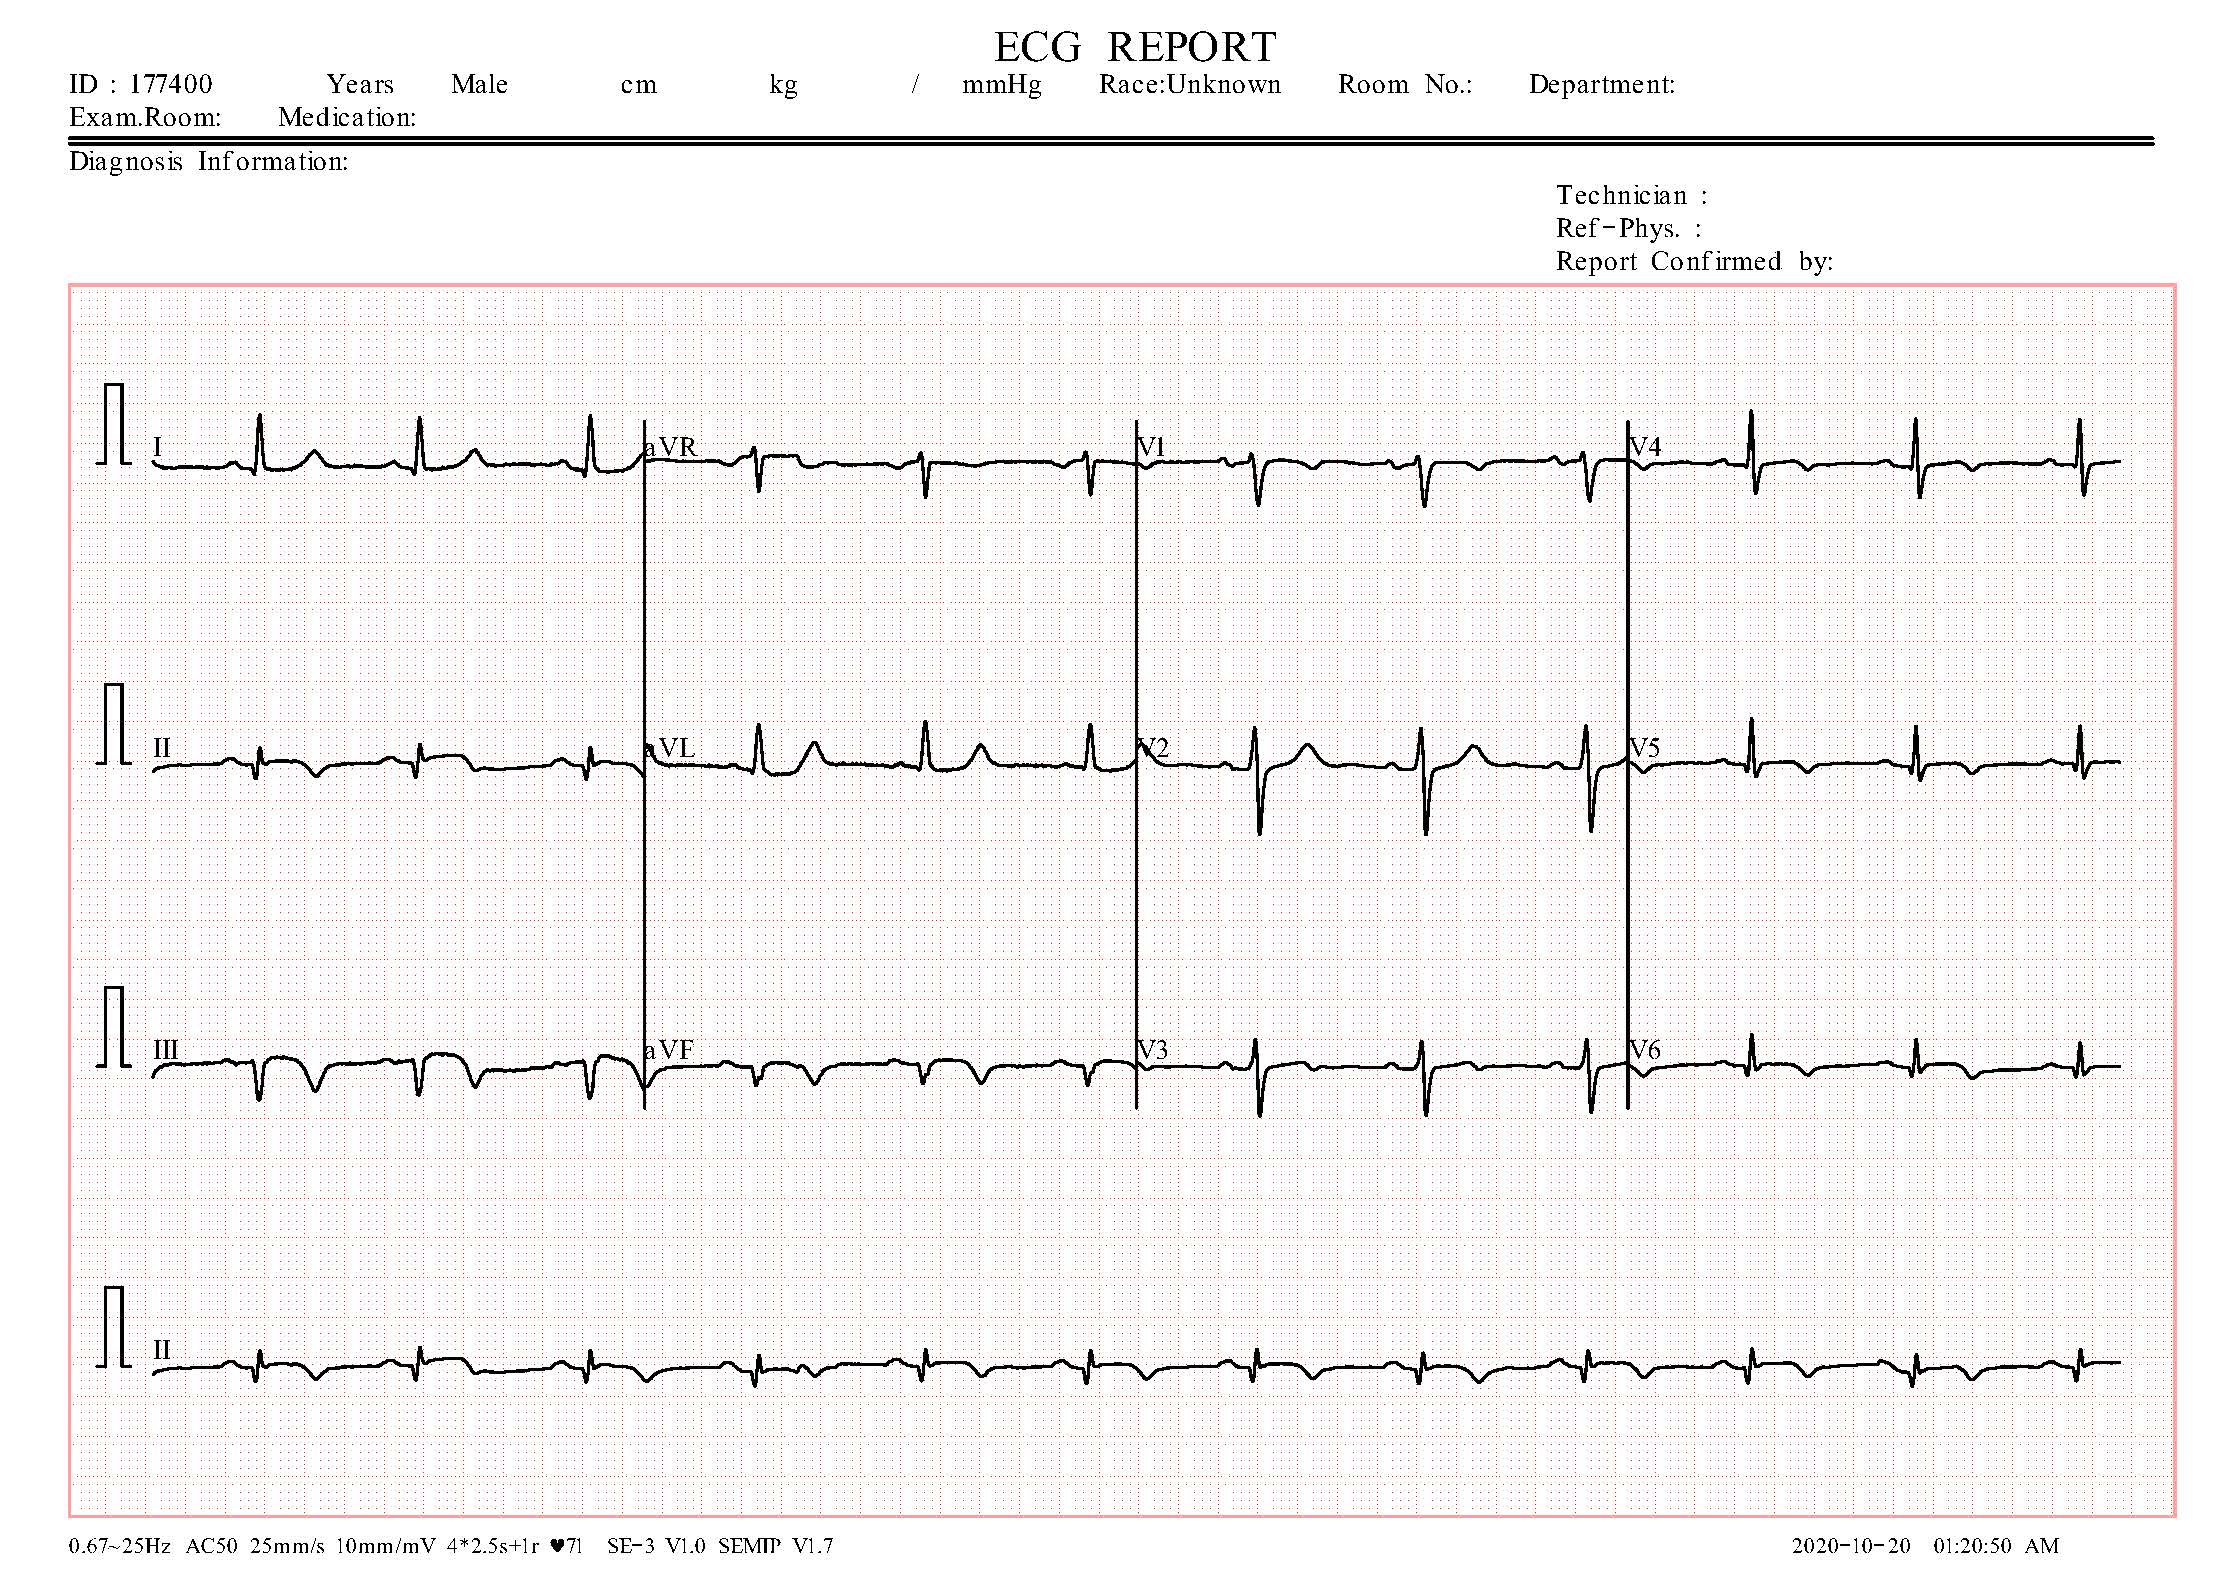 ECG REPORT
ID : 177400 Years Male cm kg / mmHg Race:Unknown Room No.: Department:
Exam.Room: Medication:
Diagnosis Information:
Technician :
Ref-Phys. :
Report Confirmed by:
I aVR V1 V4
II aVL V2 V5
III aVF V3 V6
II
0.67~25Hz AC50 25mm/s 10mm/mV 4*2.5s+1r ♥71 SE-3 V1.0 SEMIP V1.7 2020-10-20 01:20:50 AM